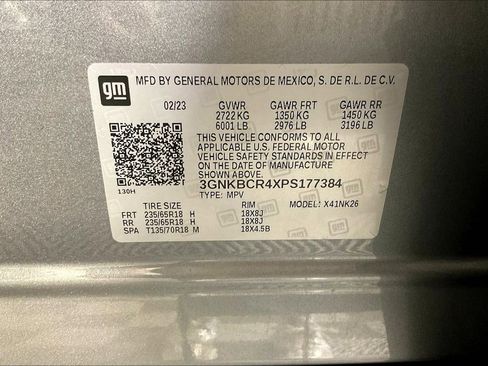 gm MFD BY GENERAL MOTORS DE MEXICO, S. DE R.L. DE C.V.
02/23 GVWR GAWR FRT GAWR RR
2722 KG 1350 KG 1450 KG
6001 LB 2976 LB 3196 LB
THIS VEHICLE CONFORMS TO ALL
APPLICABLE U.S. FEDERAL MOTOR
VEHICLE SAFETY STANDARDS IN EFFECT
ON THE DATE OF MANUFACTURE
SHOWN ABOVE.
130H
3GNKBCR4XPS177384
TYPE: MPV
TIRE SIZE RIM MODEL: X41NK26
FRT 235/65R18 H 18X8J
RR 235/65R18 H 18X8J
SPA T135/70R18 M 18X4.5B